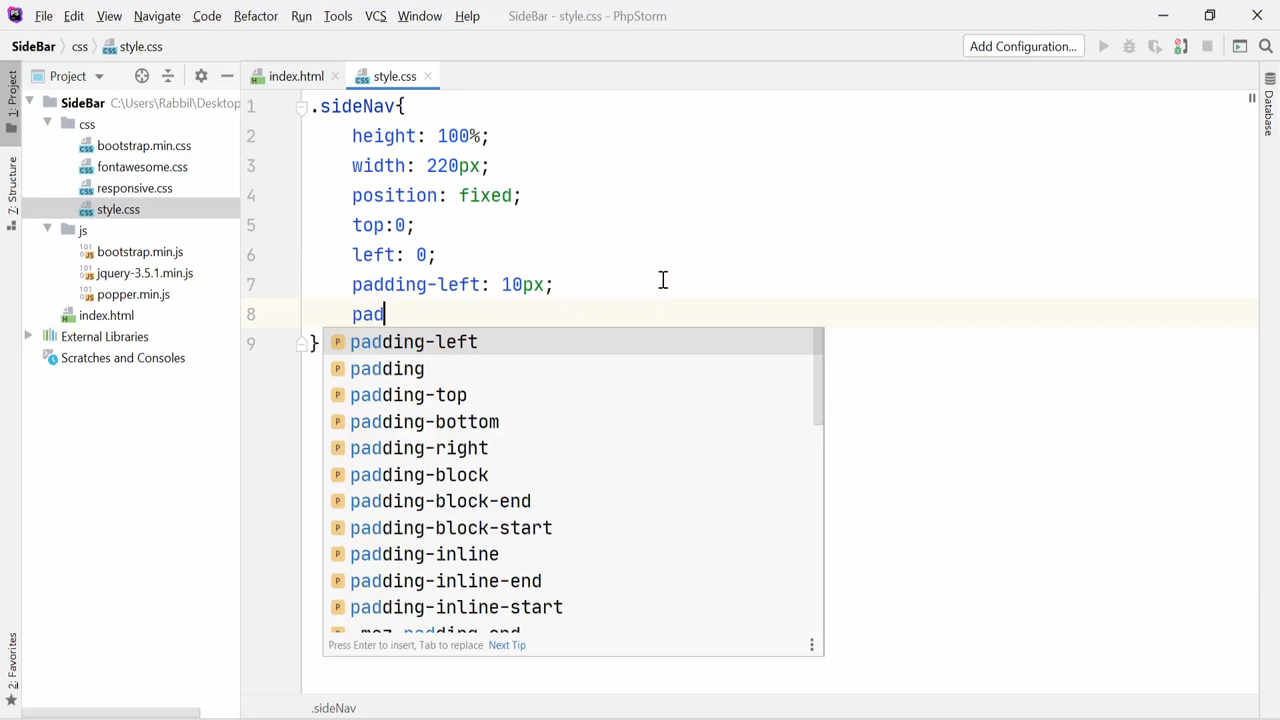 File Edit View Navigate Code Refactor Run Tools VCS Window Help SideBar - style.css - PhpStorm
SideBar css style.css Add Configuration...
Project index.html style.css
1: Project
7: Structure
2: Favorites
Database
SideBar C:\Users\Rabbil\Desktop
css
bootstrap.min.css
fontawesome.css
responsive.css
style.css
js
bootstrap.min.js
jquery-3.5.1.min.js
popper.min.js
index.html
External Libraries
Scratches and Consoles
1 .sideNav{
2 height: 100%;
3 width: 220px;
4 position: fixed;
5 top:0;
6 left: 0;
7 padding-left: 10px;
8 pad
9 }
padding-left
padding
padding-top
padding-bottom
padding-right
padding-block
padding-block-end
padding-block-start
padding-inline
padding-inline-end
padding-inline-start
Press Enter to insert, Tab to replace Next Tip
.sideNav